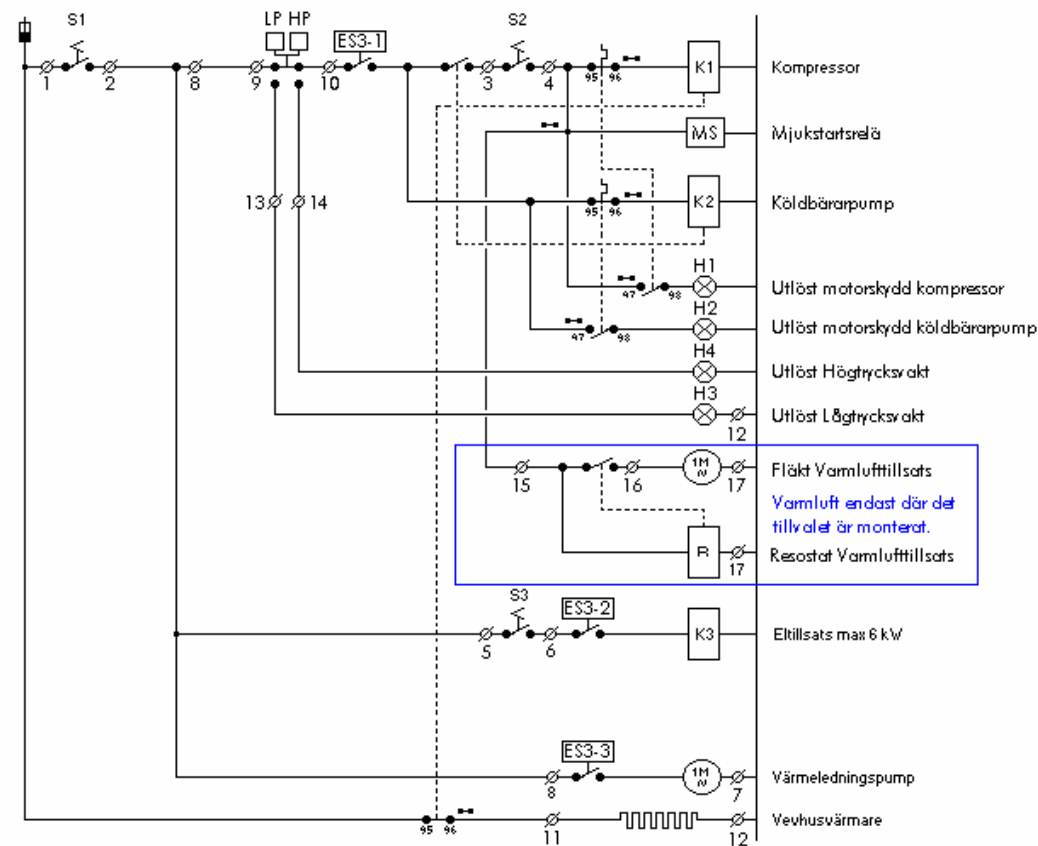 S1
LP HP
ES3-1
S2
1 2 8 9 10 3 4 95 96 K1 Kompressor
MS Mjukstartsrelä
13 14 95 96 K2 Köldbärarpump
H1
47 98 Utlöst motorskydd kompressor
H2
47 98 Utlöst motorskydd köldbärarpump
H4
Utlöst Högtrycksvakt
H3
12 Utlöst Lågtrycksvakt
15 16 1M N 17 Fläkt Varmlufttillsats
Varmluft endast där det
tillvalet är monterat.
R 17 Resostat Varmlufttillsats
S3
ES3-2
5 6 K3 Eltillsats max 6 kW
ES3-3
8 1M N 7 Värmeledningspump
95 96 11 12 Vevhusvärmare